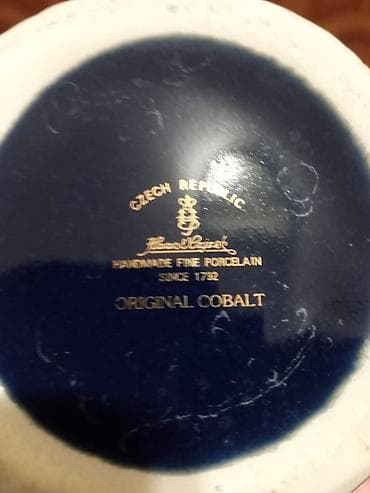 CZECH REPUBLIC
HANDMADE FINE PORCELAIN
SINCE 1792
ORIGINAL COBALT